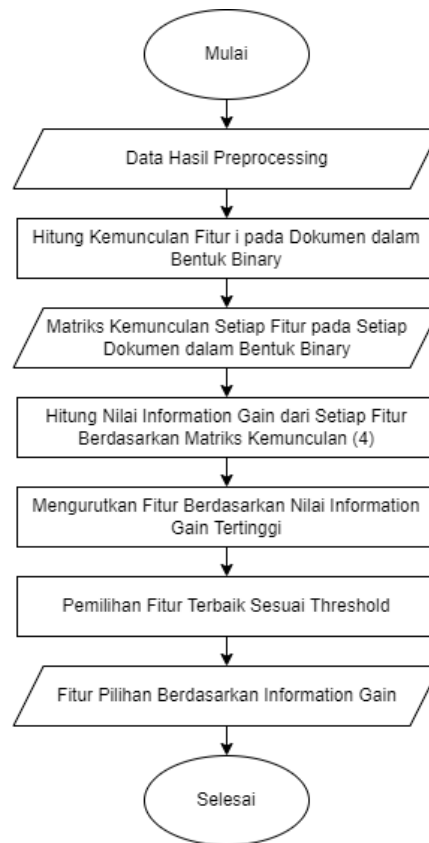 Mulai
Data Hasil Preprocessing
Hitung Kemunculan Fitur i pada Dokumen dalam
Bentuk Binary
Matriks Kemunculan Setiap Fitur pada Setiap
Dokumen dalam Bentuk Binary
Hitung Nilai Information Gain dari Setiap Fitur
Berdasarkan Matriks Kemunculan (4)
Mengurutkan Fitur Berdasarkan Nilai Information
Gain Tertinggi
Pemilihan Fitur Terbaik Sesuai Threshold
Fitur Pilihan Berdasarkan Information Gain
Selesai